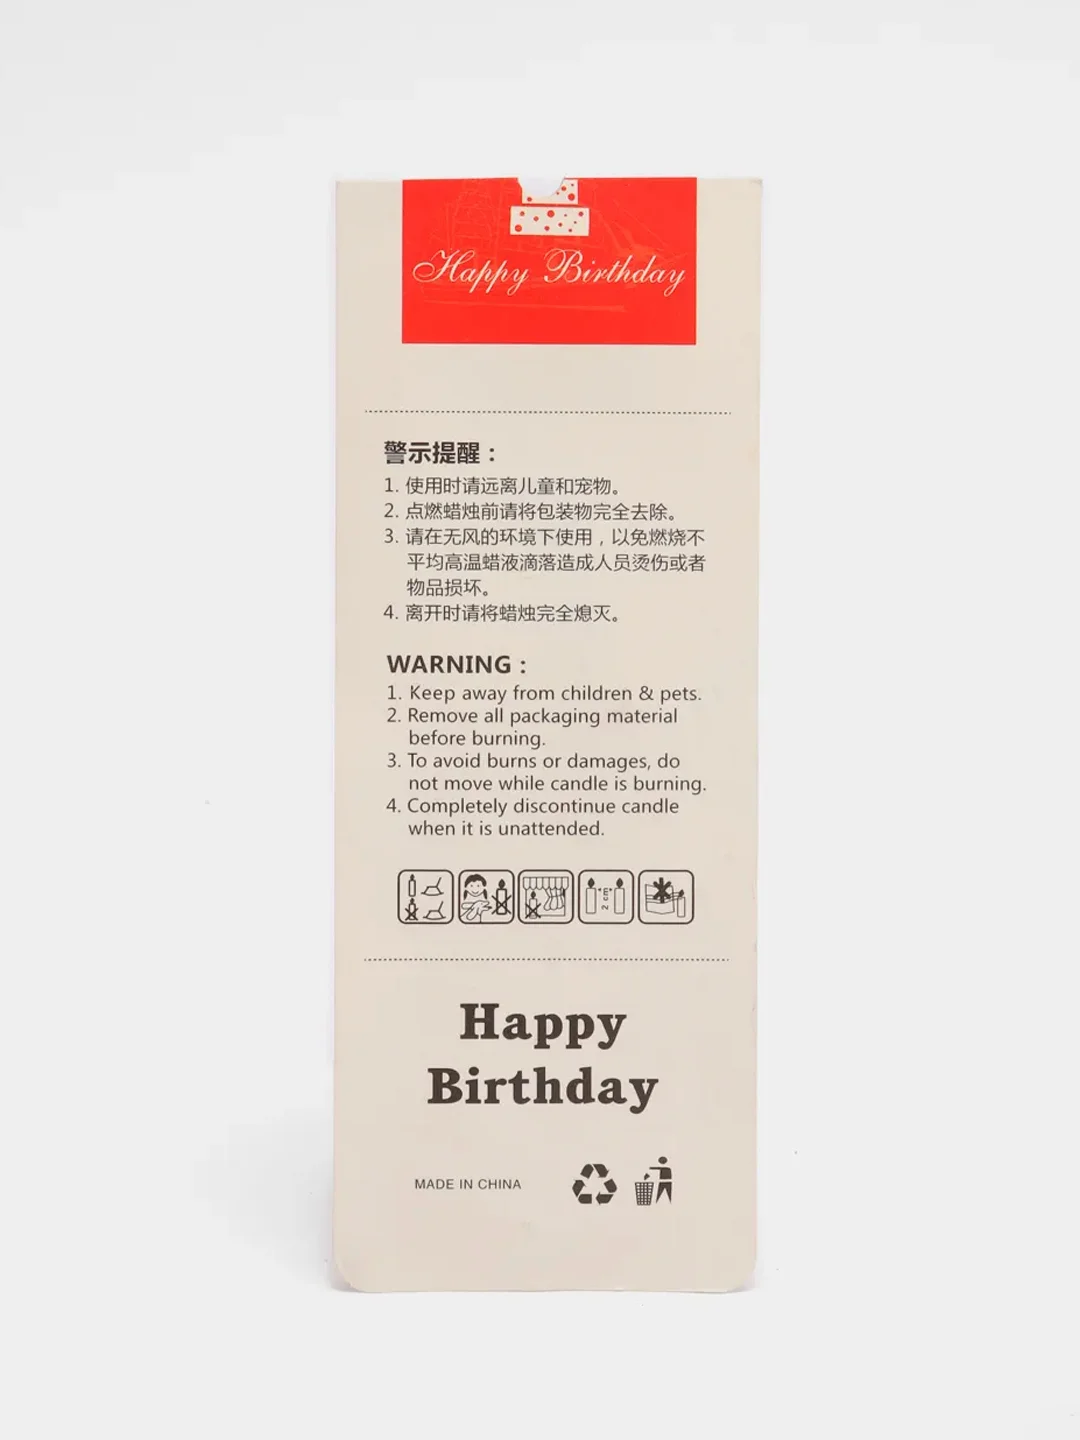 Happy Birthday
警示提醒：
1. 使用时请远离儿童和宠物。
2. 点燃蜡烛前请将包装物完全去除。
3. 请在无风的环境下使用，以免燃烧不
平均高温蜡液滴落造成人员烫伤或者
物品损坏。
4. 离开时请将蜡烛完全熄灭。
WARNING :
1. Keep away from children & pets.
2. Remove all packaging material
before burning.
3. To avoid burns or damages, do
not move while candle is burning.
4. Completely discontinue candle
when it is unattended.
2 cm
Happy
Birthday
MADE IN CHINA